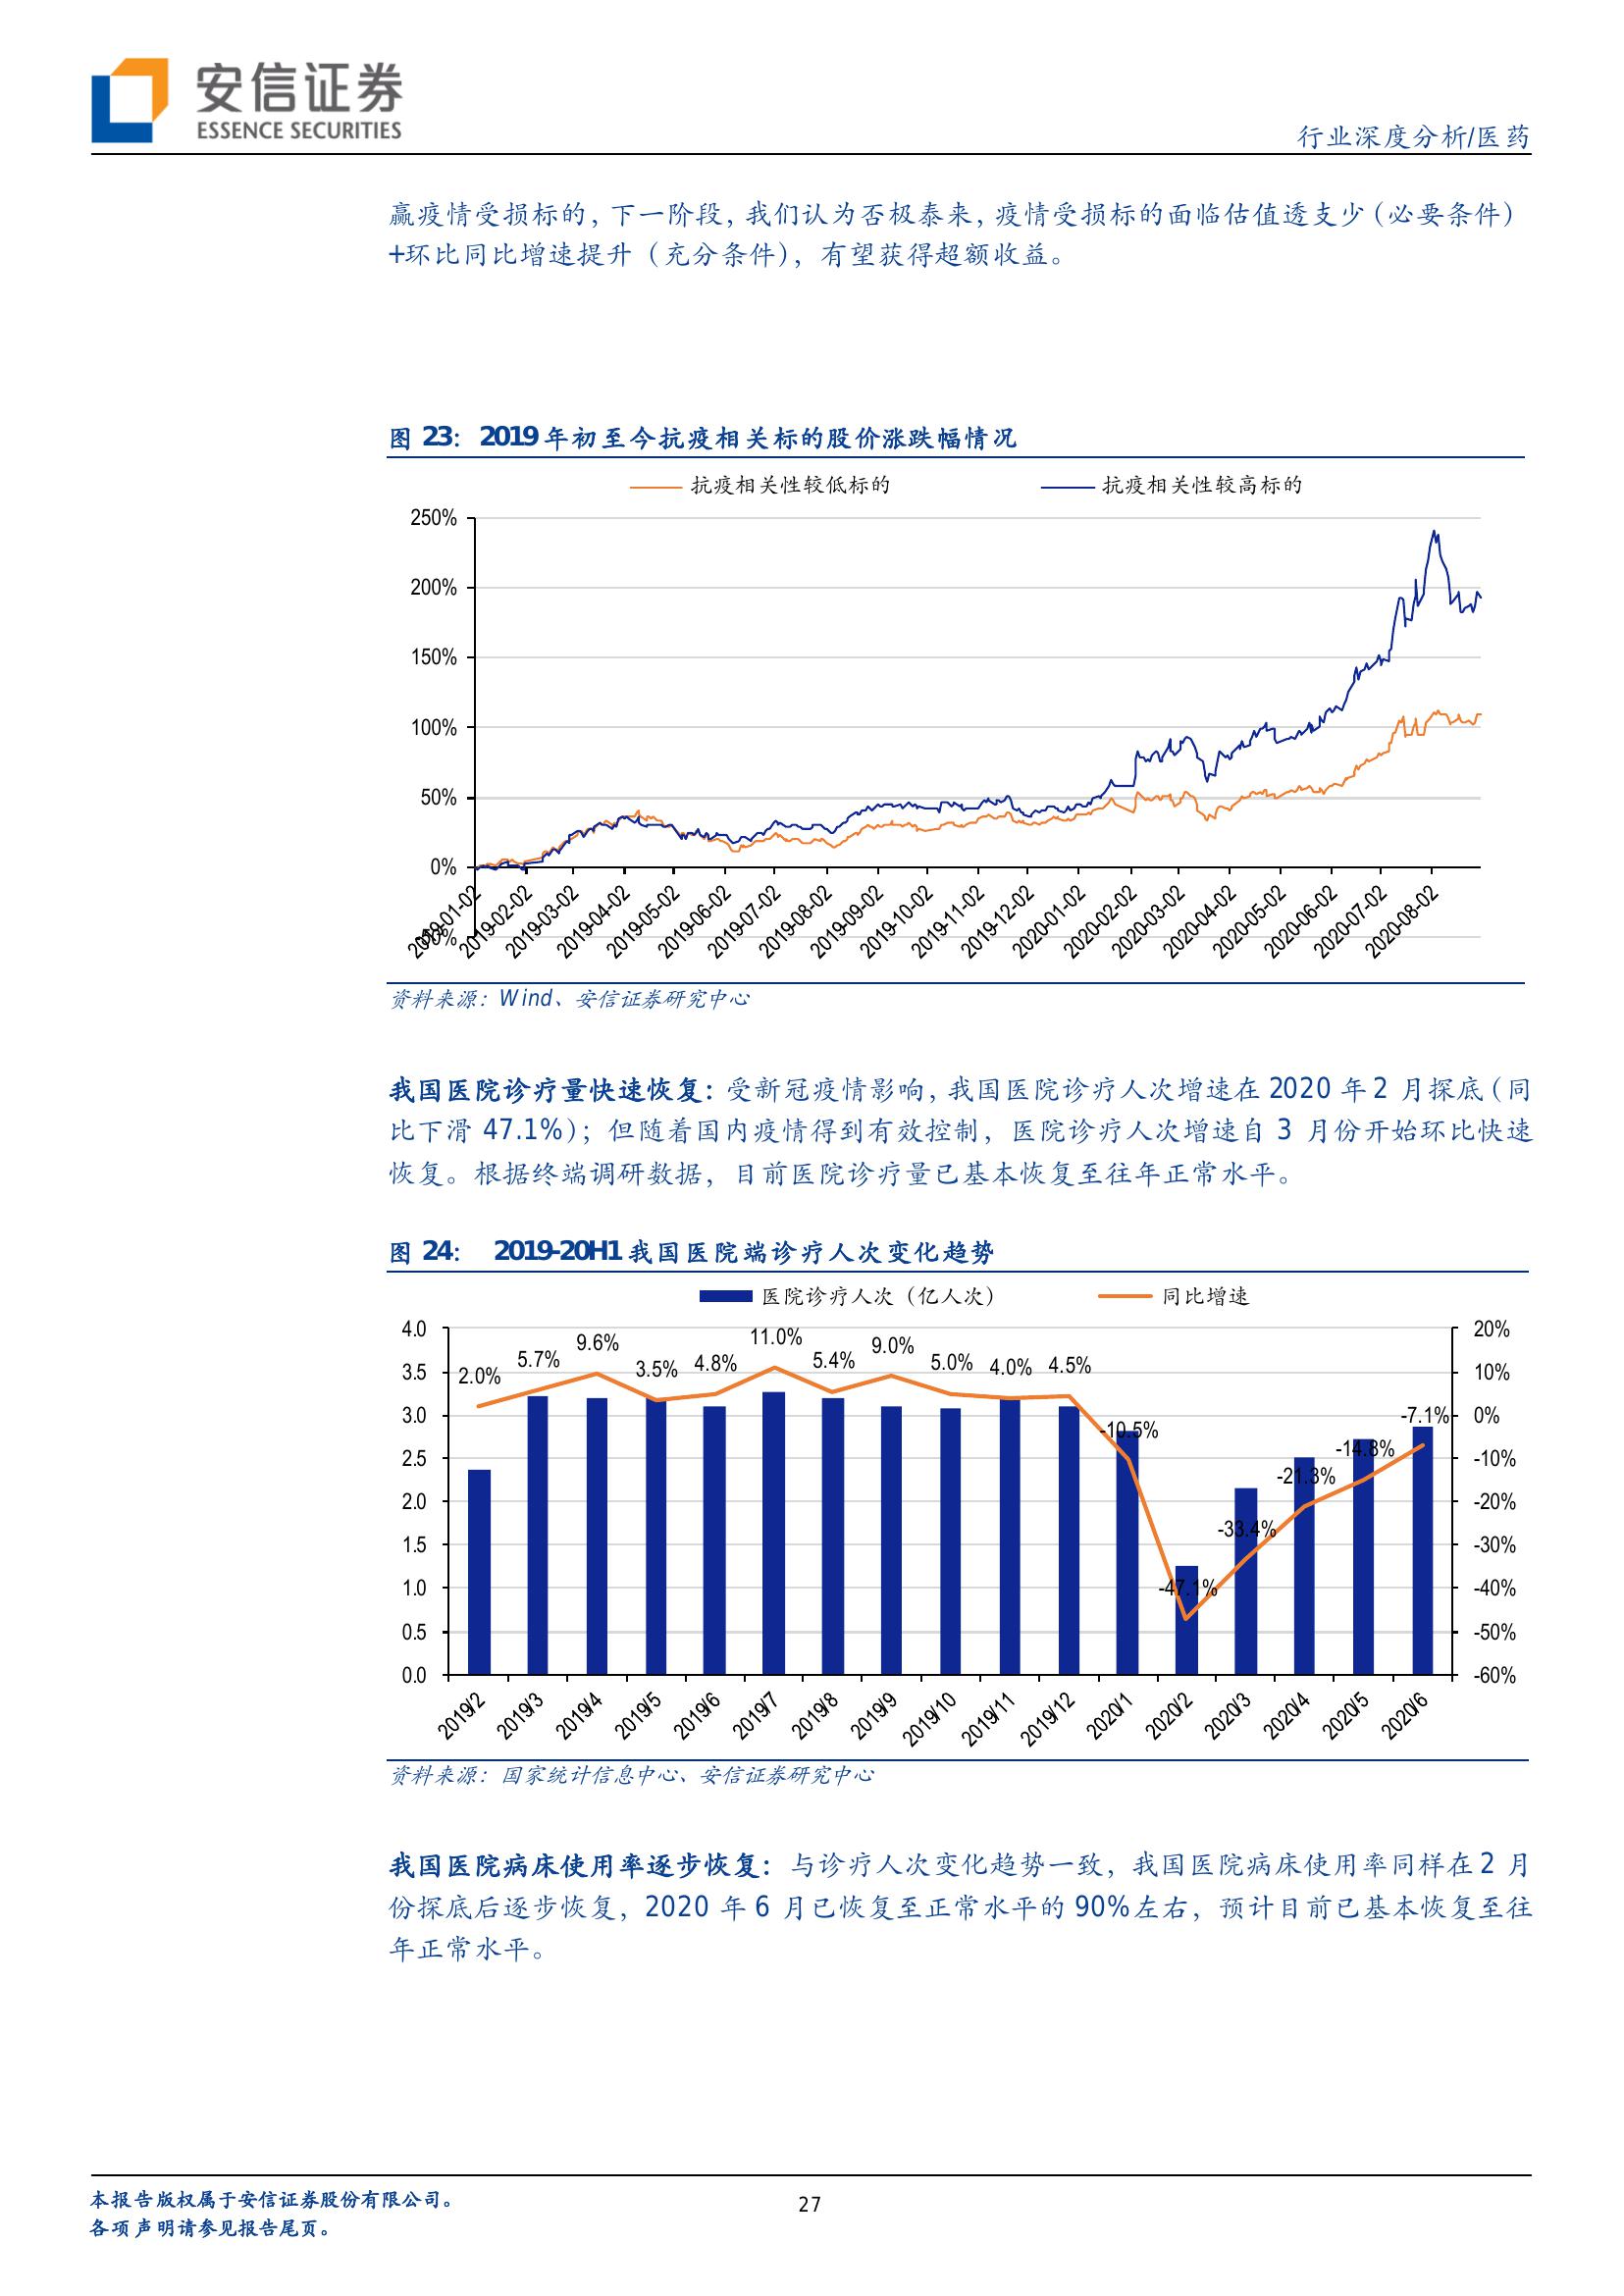 安信证券
ESSENCE SECURITIES
行业深度分析/医药
赢疫情受损标的，下一阶段，我们认为否极泰来，疫情受损标的面临估值透支少（必要条件）
+环比同比增速提升（充分条件），有望获得超额收益。
图 23： 2019 年初至今抗疫相关标的股价涨跌幅情况
抗疫相关性较低标的 抗疫相关性较高标的
250%
200%
150%
100%
50%
0%
-50%
2019-01-02 2019-02-02 2019-03-02 2019-04-02 2019-05-02 2019-06-02 2019-07-02 2019-08-02 2019-09-02 2019-10-02 2019-11-02 2019-12-02 2020-01-02 2020-02-02 2020-03-02 2020-04-02 2020-05-02 2020-06-02 2020-07-02 2020-08-02
资料来源：Wind、安信证券研究中心
我国医院诊疗量快速恢复：受新冠疫情影响，我国医院诊疗人次增速在 2020 年 2 月探底（同
比下滑 47.1%）；但随着国内疫情得到有效控制，医院诊疗人次增速自 3 月份开始环比快速
恢复。根据终端调研数据，目前医院诊疗量已基本恢复至往年正常水平。
图 24： 2019-20H1 我国医院端诊疗人次变化趋势
医院诊疗人次（亿人次） 同比增速
4.0
3.5
3.0
2.5
2.0
1.5
1.0
0.5
0.0
2.0% 5.7% 9.6% 3.5% 4.8% 11.0% 5.4% 9.0% 5.0% 4.0% 4.5% -10.5% -47.1% -33.4% -21.3% -14.8% -7.1%
20%
10%
0%
-10%
-20%
-30%
-40%
-50%
-60%
2019/2 2019/3 2019/4 2019/5 2019/6 2019/7 2019/8 2019/9 2019/10 2019/11 2019/12 2020/1 2020/2 2020/3 2020/4 2020/5 2020/6
资料来源：国家统计信息中心、安信证券研究中心
我国医院病床使用率逐步恢复：与诊疗人次变化趋势一致，我国医院病床使用率同样在 2 月
份探底后逐步恢复，2020 年 6 月已恢复至正常水平的 90%左右，预计目前已基本恢复至往
年正常水平。
本报告版权属于安信证券股份有限公司。
各项声明请参见报告尾页。
27